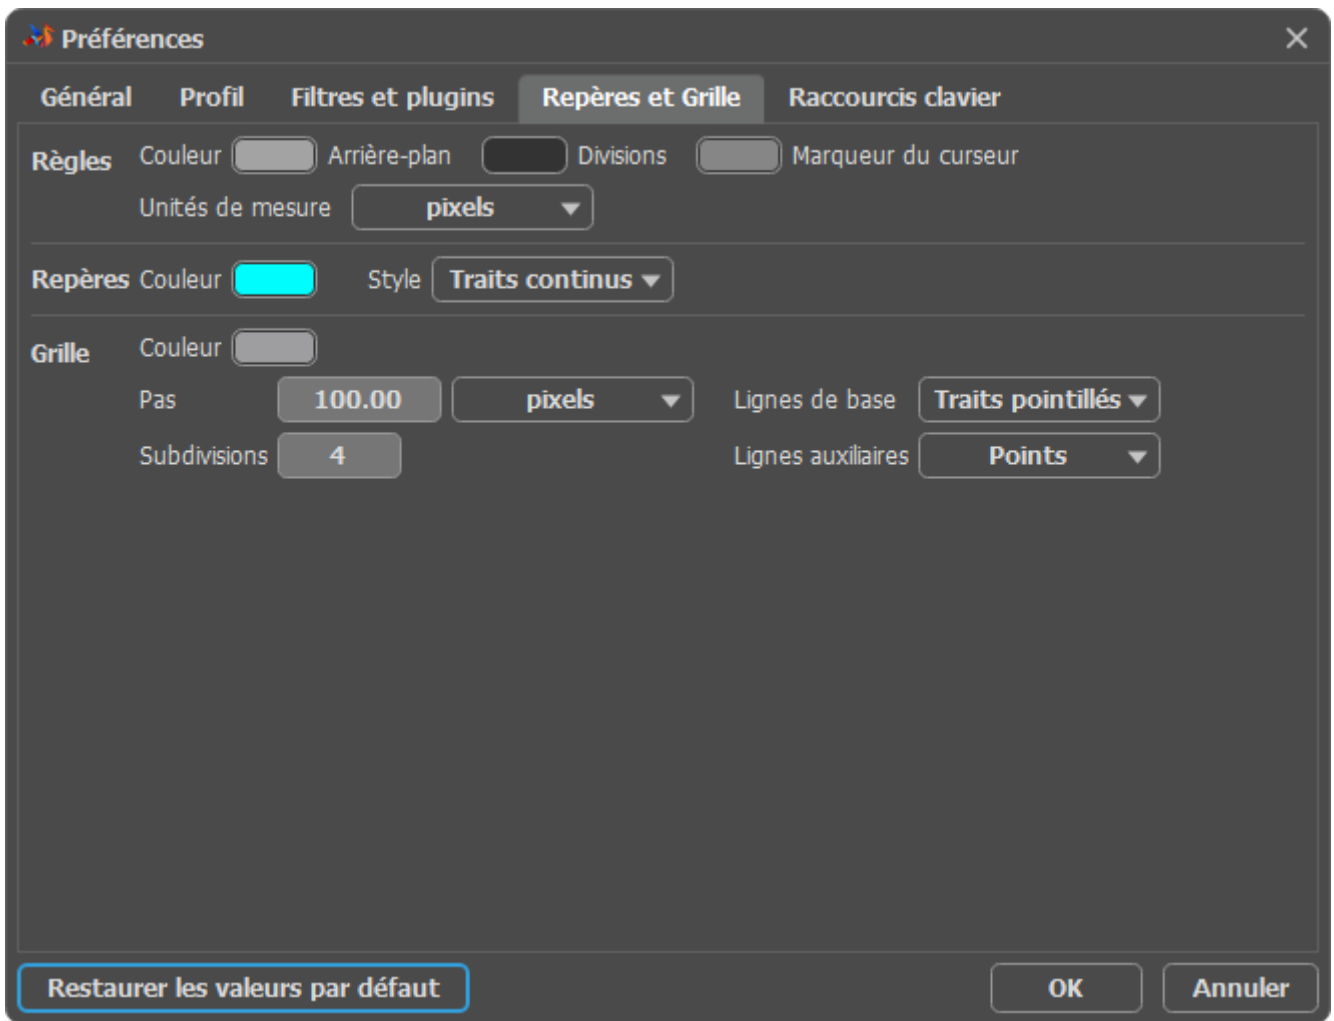 Préférences
Général Profil Filtres et plugins Repères et Grille Raccourcis clavier
Règles Couleur Arrière-plan Divisions Marqueur du curseur
Unités de mesure pixels
Repères Couleur Style Traits continus
Grille Couleur
Pas 100.00 pixels Lignes de base Traits pointillés
Subdivisions 4 Lignes auxiliaires Points
Restaurer les valeurs par défaut OK Annuler